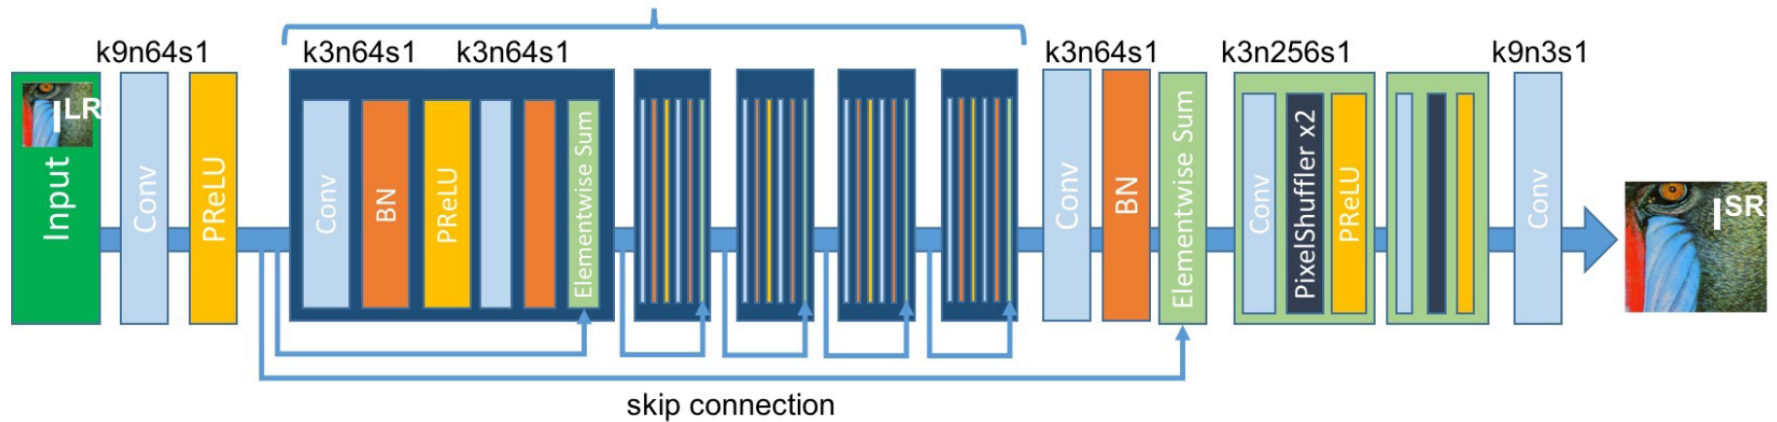 k9n64s1
k3n64s1
k3n64s1
k3n64s1
k3n256s1
k9n3s1
I^LR
Input
Conv
PReLU
Conv
BN
PReLU
Elementwise Sum
Conv
BN
Elementwise Sum
Conv
PixelShuffler x2
PReLU
Conv
I^SR
skip connection